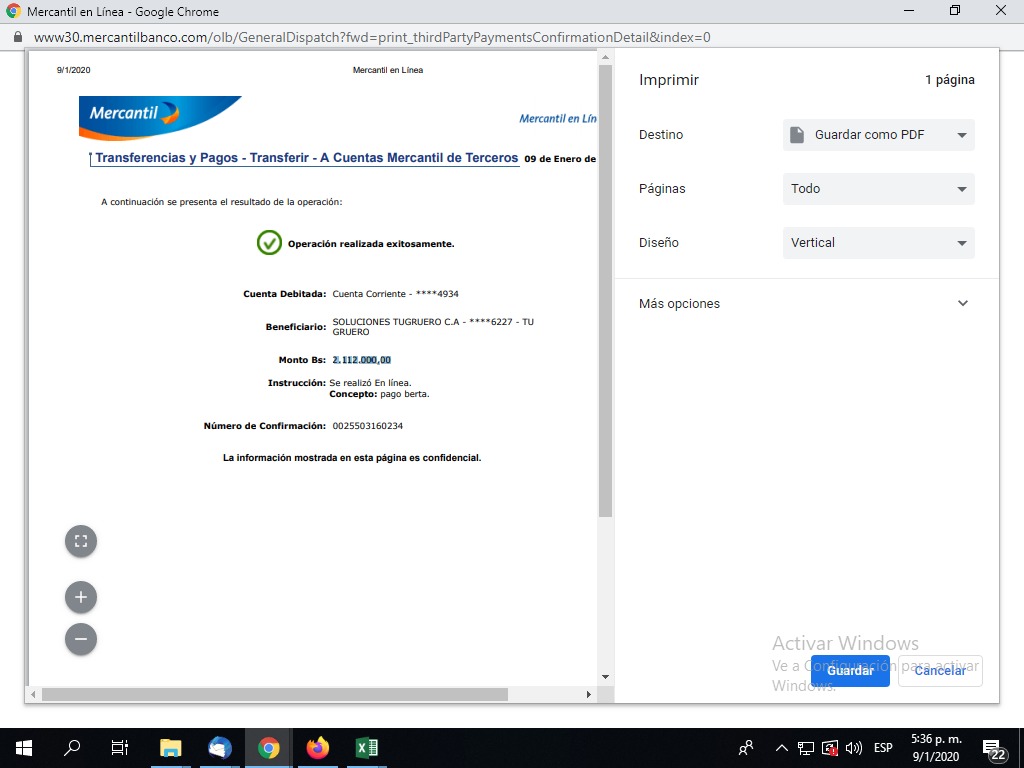 Mercantil en Línea - Google Chrome
www30.mercantilbanco.com/olb/GeneralDispatch?fwd=print_thirdPartyPaymentsConfirmationDetail&index=0
9/1/2020
Mercantil en Línea
Mercantil
Mercantil en Lín
Transferencias y Pagos - Transferir - A Cuentas Mercantil de Terceros 09 de Enero de
A continuación se presenta el resultado de la operación:
Operación realizada exitosamente.
Cuenta Debitada: Cuenta Corriente - ****4934
Beneficiario: SOLUCIONES TUGRUERO C.A - ****6227 - TU
GRUERO
Monto Bs: 2.112.000,00
Instrucción: Se realizó En línea.
Concepto: pago berta.
Número de Confirmación: 0025503160234
La información mostrada en esta página es confidencial.
Imprimir
1 página
Destino
Guardar como PDF
Páginas
Todo
Diseño
Vertical
Más opciones
Activar Windows
Ve a Configuración para activar
Windows.
Guardar
Cancelar
ESP
5:36 p. m.
9/1/2020
22